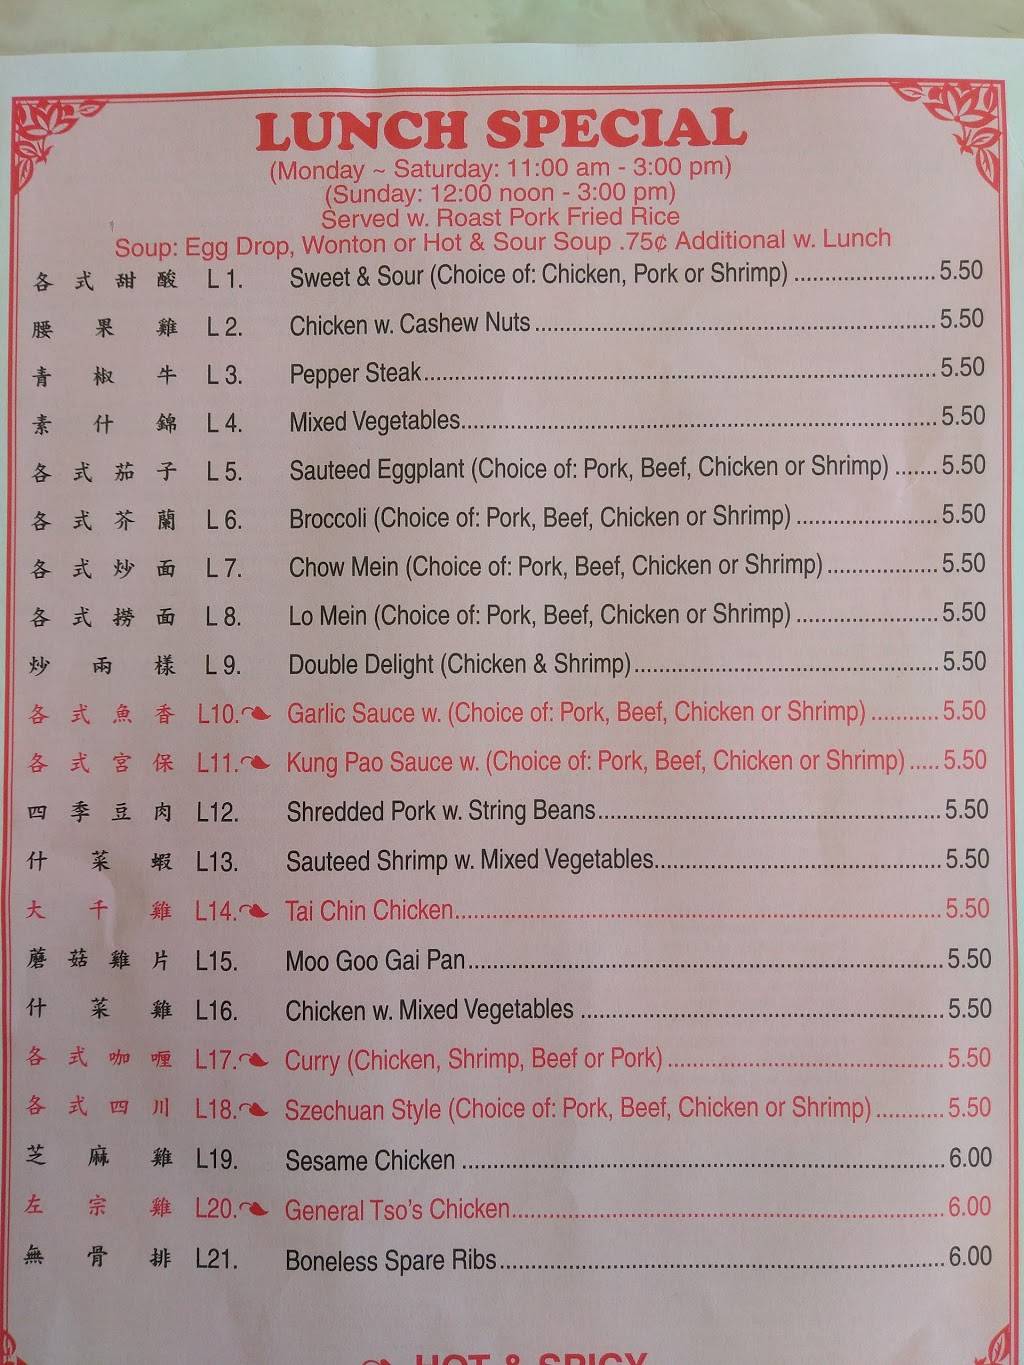 LUNCH SPECIAL
(Monday ~ Saturday: 11:00 am - 3:00 pm)
(Sunday: 12:00 noon - 3:00 pm)
Served w. Roast Pork Fried Rice
Soup: Egg Drop, Wonton or Hot & Sour Soup .75¢ Additional w. Lunch
各式甜酸 L 1. Sweet & Sour (Choice of: Chicken, Pork or Shrimp) 5.50
腰果雞 L 2. Chicken w. Cashew Nuts 5.50
青椒牛 L 3. Pepper Steak 5.50
素什錦 L 4. Mixed Vegetables 5.50
各式茄子 L 5. Sauteed Eggplant (Choice of: Pork, Beef, Chicken or Shrimp) 5.50
各式芥蘭 L 6. Broccoli (Choice of: Pork, Beef, Chicken or Shrimp) 5.50
各式炒面 L 7. Chow Mein (Choice of: Pork, Beef, Chicken or Shrimp) 5.50
各式撈面 L 8. Lo Mein (Choice of: Pork, Beef, Chicken or Shrimp) 5.50
炒兩樣 L 9. Double Delight (Chicken & Shrimp) 5.50
各式魚香 L10. Garlic Sauce w. (Choice of: Pork, Beef, Chicken or Shrimp) 5.50
各式宮保 L11. Kung Pao Sauce w. (Choice of: Pork, Beef, Chicken or Shrimp) 5.50
四季豆肉 L12. Shredded Pork w. String Beans 5.50
什菜蝦 L13. Sauteed Shrimp w. Mixed Vegetables 5.50
大千雞 L14. Tai Chin Chicken 5.50
蘑菇雞片 L15. Moo Goo Gai Pan 5.50
什菜雞 L16. Chicken w. Mixed Vegetables 5.50
各式咖喱 L17. Curry (Chicken, Shrimp, Beef or Pork) 5.50
各式四川 L18. Szechuan Style (Choice of: Pork, Beef, Chicken or Shrimp) 5.50
芝麻雞 L19. Sesame Chicken 6.00
左宗雞 L20. General Tso's Chicken 6.00
無骨排 L21. Boneless Spare Ribs 6.00
HOT & SPICY